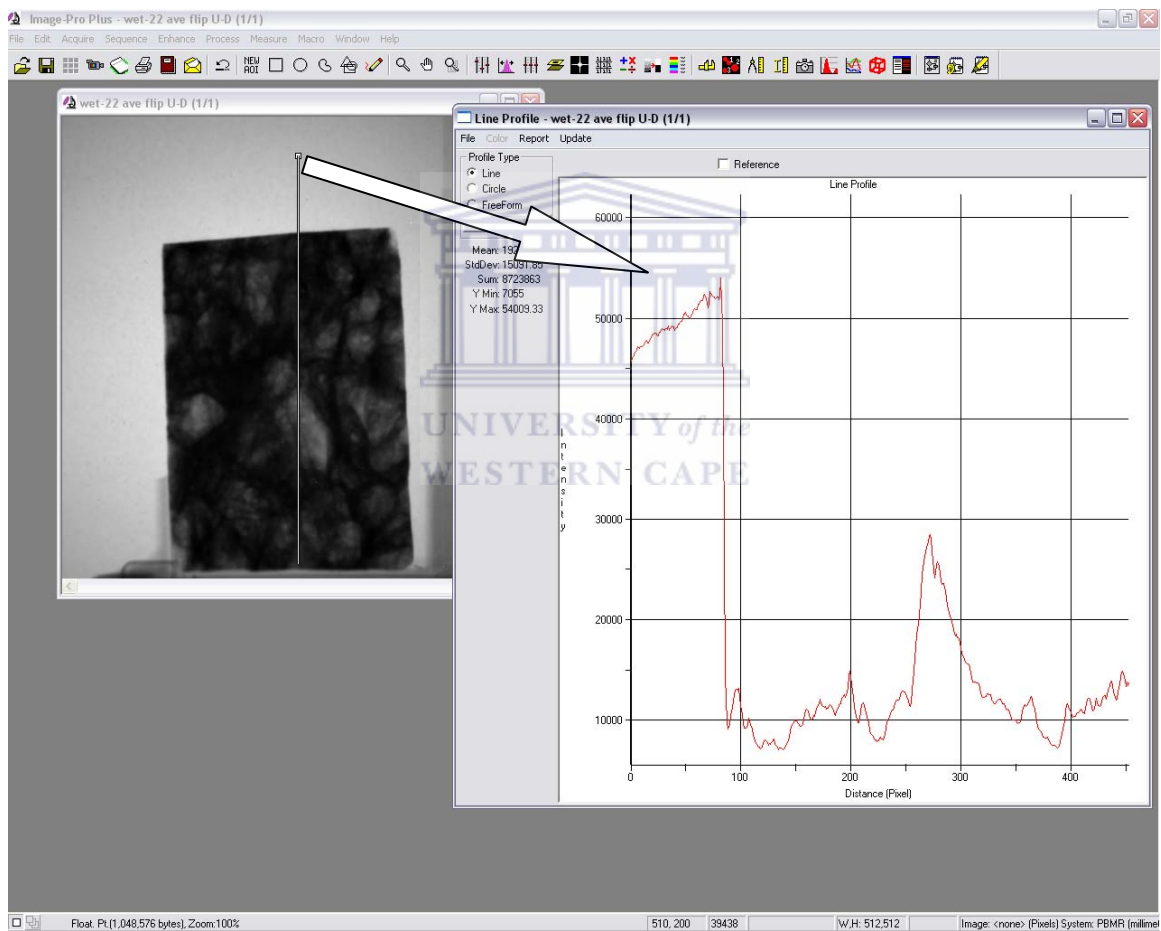 Image-Pro Plus - wet-22 ave flip U-D (1/1)
File Edit Acquire Sequence Enhance Process Measure Macro Window Help
NEW AOI
wet-22 ave flip U-D (1/1)
Line Profile - wet-22 ave flip U-D (1/1)
File Color Report Update
Profile Type
Line
Circle
FreeForm
Reference
Line Profile
Mean:
StdDev: 15091.85
Sum: 8723863
Y Min: 7055
Y Max: 54009.33
60000
50000
40000
30000
20000
10000
Intensity
0 100 200 300 400
Distance (Pixel)
UNIVERSITY of the
WESTERN CAPE
Float. Pt.(1,048,576 bytes), Zoom:100% 510, 200 39438 W,H: 512,512 Image: <none> (Pixels) System: PBMR